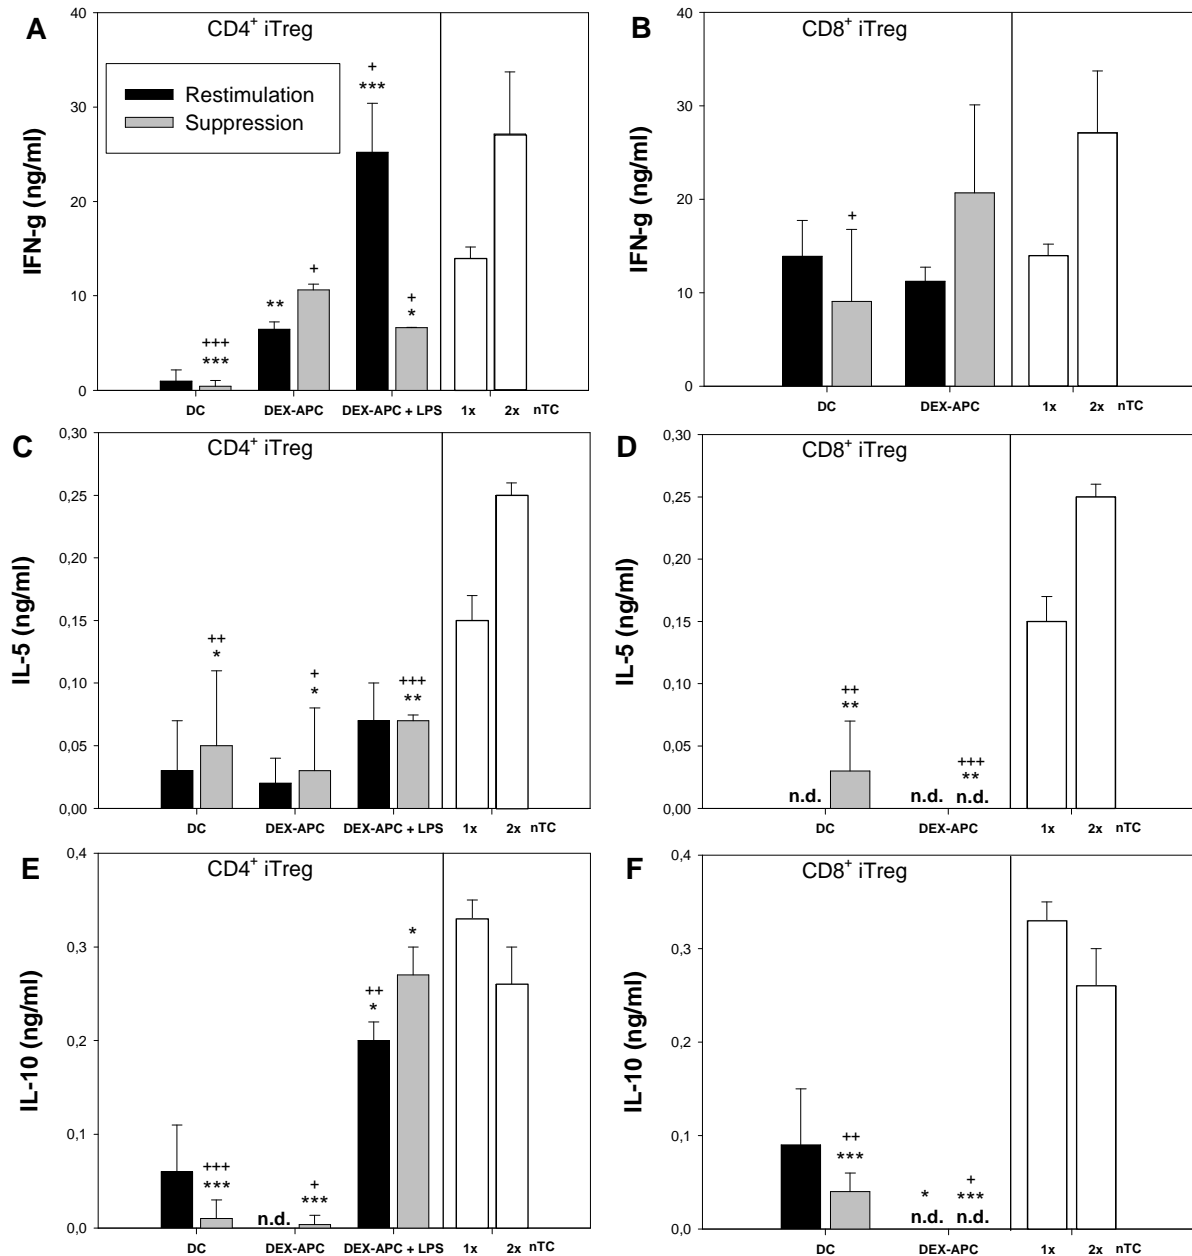 A
CD4+ iTreg
Restimulation
Suppression
IFN-g (ng/ml)
40
30
20
10
0
+++
***
**
+
+
***
+
*
DC
DEX-APC
DEX-APC + LPS
1x
2x
nTC
B
CD8+ iTreg
IFN-g (ng/ml)
40
30
20
10
0
+
DC
DEX-APC
1x
2x
nTC
C
CD4+ iTreg
IL-5 (ng/ml)
0,30
0,25
0,20
0,15
0,10
0,05
0,00
++
*
+
*
+++
**
DC
DEX-APC
DEX-APC + LPS
1x
2x
nTC
D
CD8+ iTreg
IL-5 (ng/ml)
0,30
0,25
0,20
0,15
0,10
0,05
0,00
n.d.
++
**
n.d.
+++
**
n.d.
DC
DEX-APC
1x
2x
nTC
E
CD4+ iTreg
IL-10 (ng/ml)
0,4
0,3
0,2
0,1
0,0
+++
***
n.d.
+
***
++
*
*
DC
DEX-APC
DEX-APC + LPS
1x
2x
nTC
F
CD8+ iTreg
IL-10 (ng/ml)
0,4
0,3
0,2
0,1
0,0
++
***
*
n.d.
+
***
n.d.
DC
DEX-APC
1x
2x
nTC